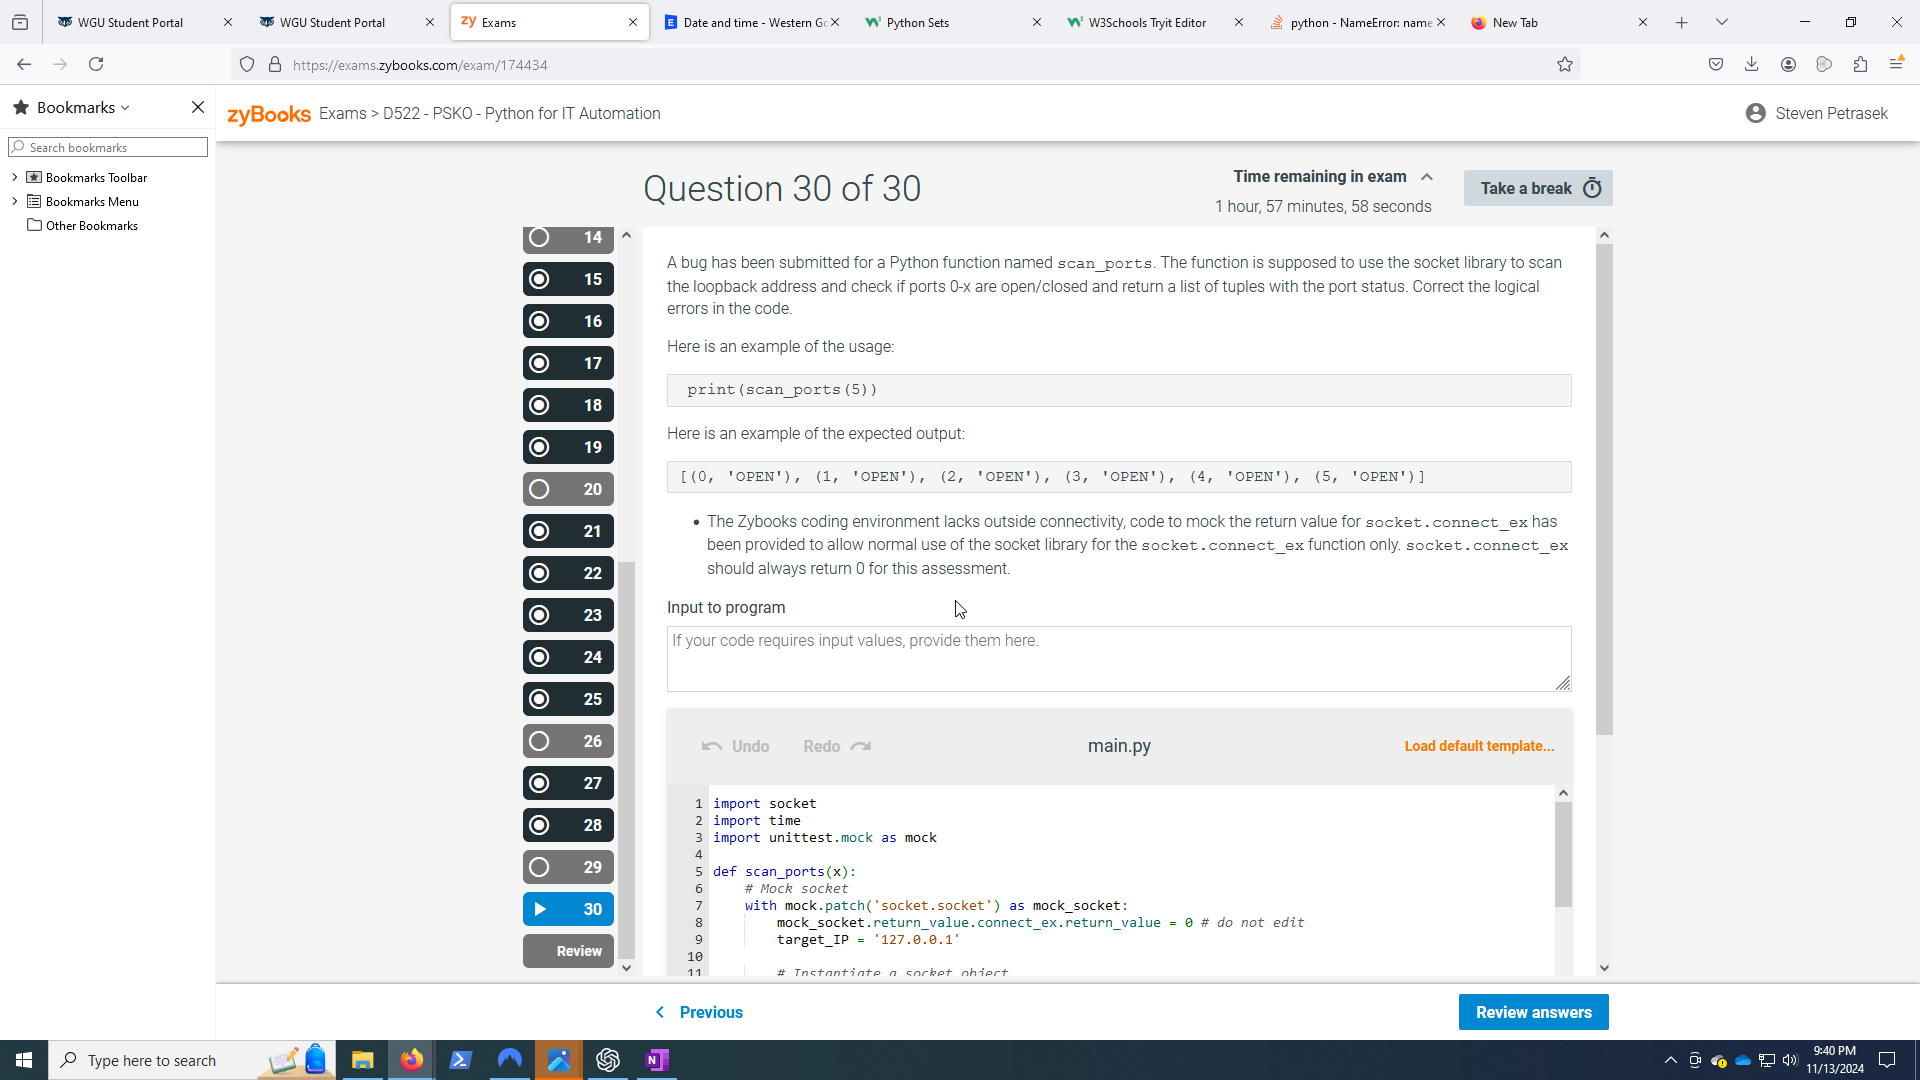 WGU Student Portal
WGU Student Portal
zy Exams
Date and time - Western Go
Python Sets
W3Schools Tryit Editor
python - NameError: name
New Tab
https://exams.zybooks.com/exam/174434
Bookmarks
Search bookmarks
Bookmarks Toolbar
Bookmarks Menu
Other Bookmarks
zyBooks Exams > D522 - PSKO - Python for IT Automation
Steven Petrasek
Question 30 of 30
Time remaining in exam
1 hour, 57 minutes, 58 seconds
Take a break
14
15
16
17
18
19
20
21
22
23
24
25
26
27
28
29
30
Review
A bug has been submitted for a Python function named scan_ports. The function is supposed to use the socket library to scan
the loopback address and check if ports 0-x are open/closed and return a list of tuples with the port status. Correct the logical
errors in the code.
Here is an example of the usage:
print(scan_ports(5))
Here is an example of the expected output:
[(0, 'OPEN'), (1, 'OPEN'), (2, 'OPEN'), (3, 'OPEN'), (4, 'OPEN'), (5, 'OPEN')]
• The Zybooks coding environment lacks outside connectivity, code to mock the return value for socket.connect_ex has
been provided to allow normal use of the socket library for the socket.connect_ex function only. socket.connect_ex
should always return 0 for this assessment.
Input to program
If your code requires input values, provide them here.
Undo
Redo
main.py
Load default template...
1 import socket
2 import time
3 import unittest.mock as mock
4
5 def scan_ports(x):
6 # Mock socket
7 with mock.patch('socket.socket') as mock_socket:
8 mock_socket.return_value.connect_ex.return_value = 0 # do not edit
9 target_IP = '127.0.0.1'
10
11 # Instantiate a socket object
Previous
Review answers
Type here to search
9:40 PM
11/13/2024